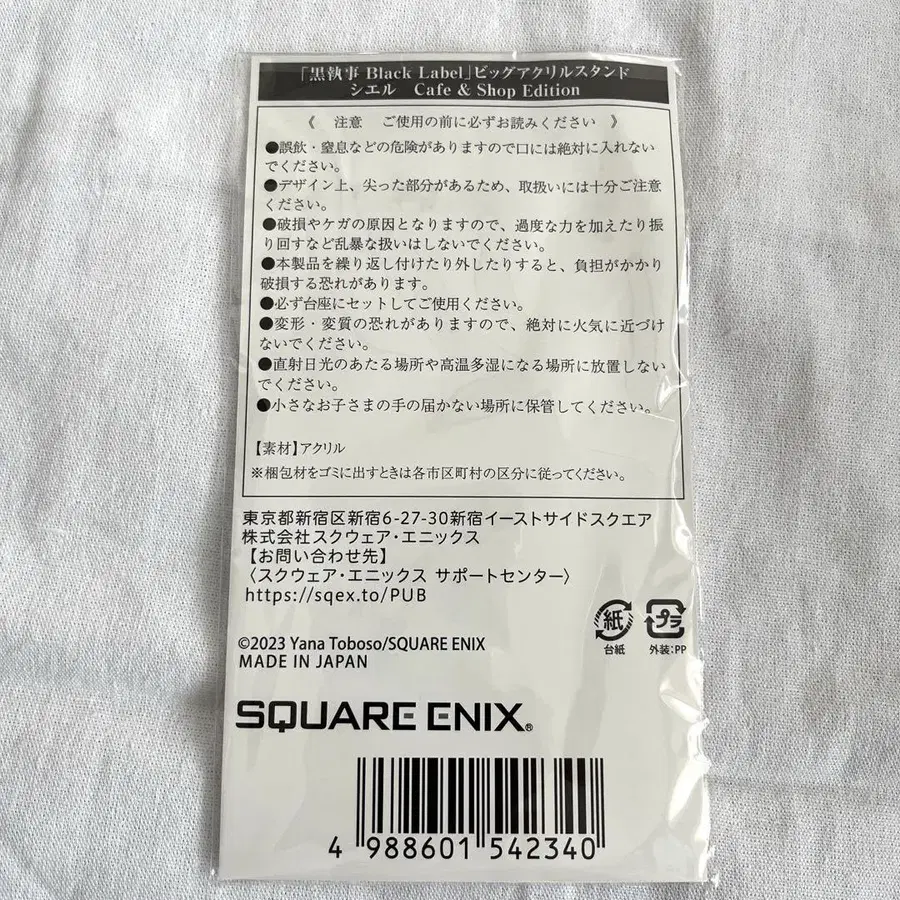 「黒執事 Black Label」ビッグアクリルスタンド
シエル Cafe & Shop Edition
《 注意 ご使用の前に必ずお読みください 》
●誤飲・窒息などの危険がありますので口には絶対に入れない
でください。
●デザイン上、尖った部分があるため、取扱いには十分ご注意
ください。
●破損やケガの原因となりますので、過度な力を加えたり振
り回すなど乱暴な扱いはしないでください。
●本製品を繰り返し付けたり外したりすると、負担がかかり
破損する恐れがあります。
●必ず台座にセットしてご使用ください。
●変形・変質の恐れがありますので、絶対に火気に近づけ
ないでください。
●直射日光のあたる場所や高温多湿になる場所に放置しない
でください。
●小さなお子さまの手の届かない場所に保管してください。
【素材】アクリル
※梱包材をゴミに出すときは各市区町村の区分に従ってください。
東京都新宿区新宿6-27-30新宿イーストサイドスクエア
株式会社スクウェア・エニックス
【お問い合わせ先】
〈スクウェア・エニックス サポートセンター〉
https://sqex.to/PUB
紙 プラ
台紙 外装:PP
©2023 Yana Toboso/SQUARE ENIX
MADE IN JAPAN
SQUARE ENIX®
4 988601 542340